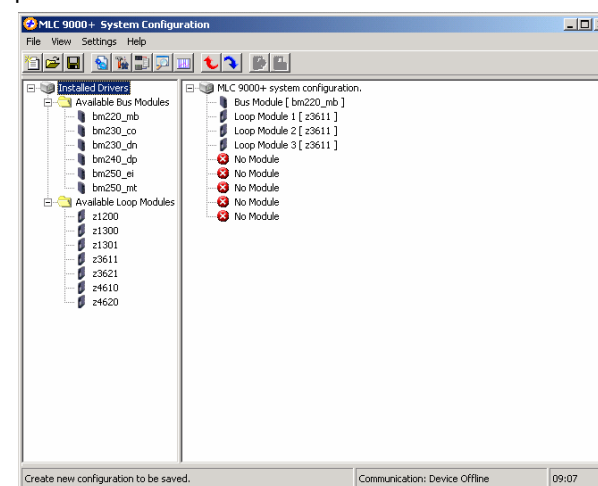 MLC 9000+ System Configuration
File View Settings Help
Installed Drivers
Available Bus Modules
bm220_mb
bm230_co
bm230_dn
bm240_dp
bm250_ei
bm250_mt
Available Loop Modules
z1200
z1300
z1301
z3611
z3621
z4610
z4620
MLC 9000+ system configuration.
Bus Module [ bm220_mb ]
Loop Module 1 [ z3611 ]
Loop Module 2 [ z3611 ]
Loop Module 3 [ z3611 ]
No Module
No Module
No Module
No Module
No Module
Create new configuration to be saved.
Communication: Device Offline
09:07